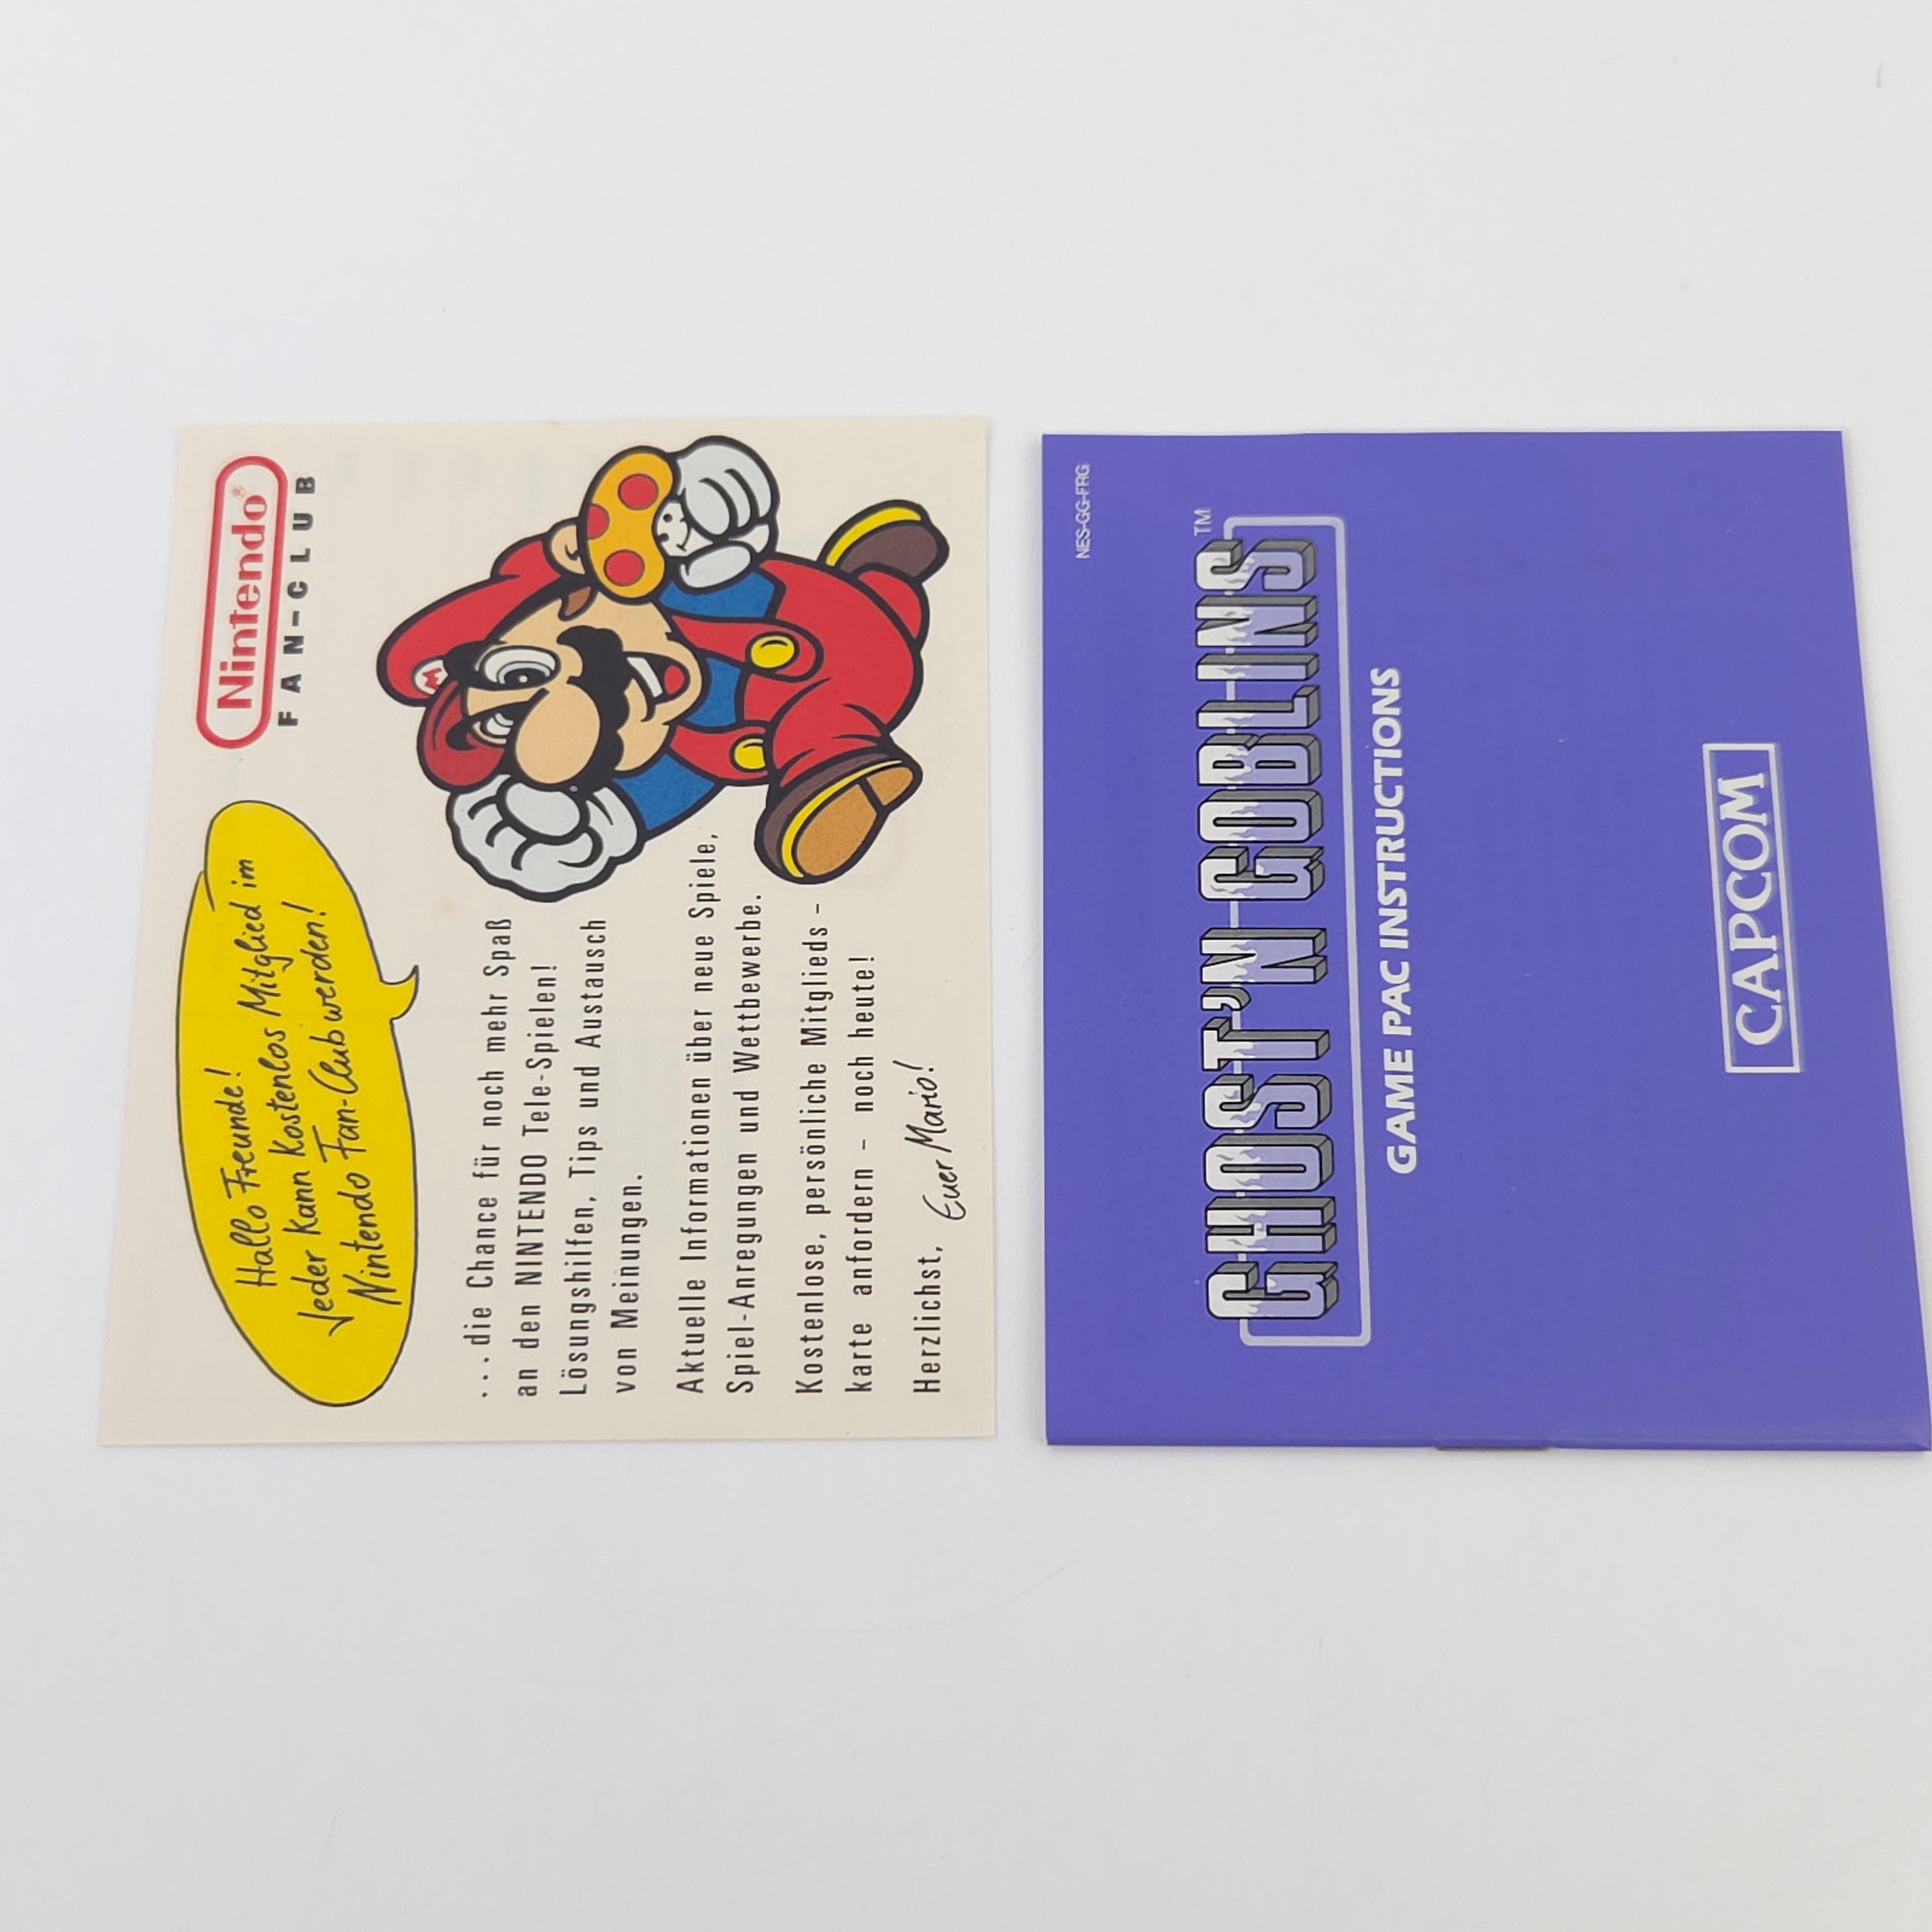 Nintendo®
FAN-CLUB
Hallo Freunde!
Jeder kann kostenlos Mitglied im
Nintendo Fan-Club werden!
...die Chance für noch mehr Spaß
an den NINTENDO Tele-Spielen!
Lösungshilfen, Tips und Austausch
von Meinungen.
Aktuelle Informationen über neue Spiele,
Spiel-Anregungen und Wettbewerbe.
Kostenlose, persönliche Mitglieds-
karte anfordern - noch heute!
Herzlichst, Euer Mario!
M
NES-GG-FRG
GHOST'N GOBLINS™
GAME PAC INSTRUCTIONS
CAPCOM